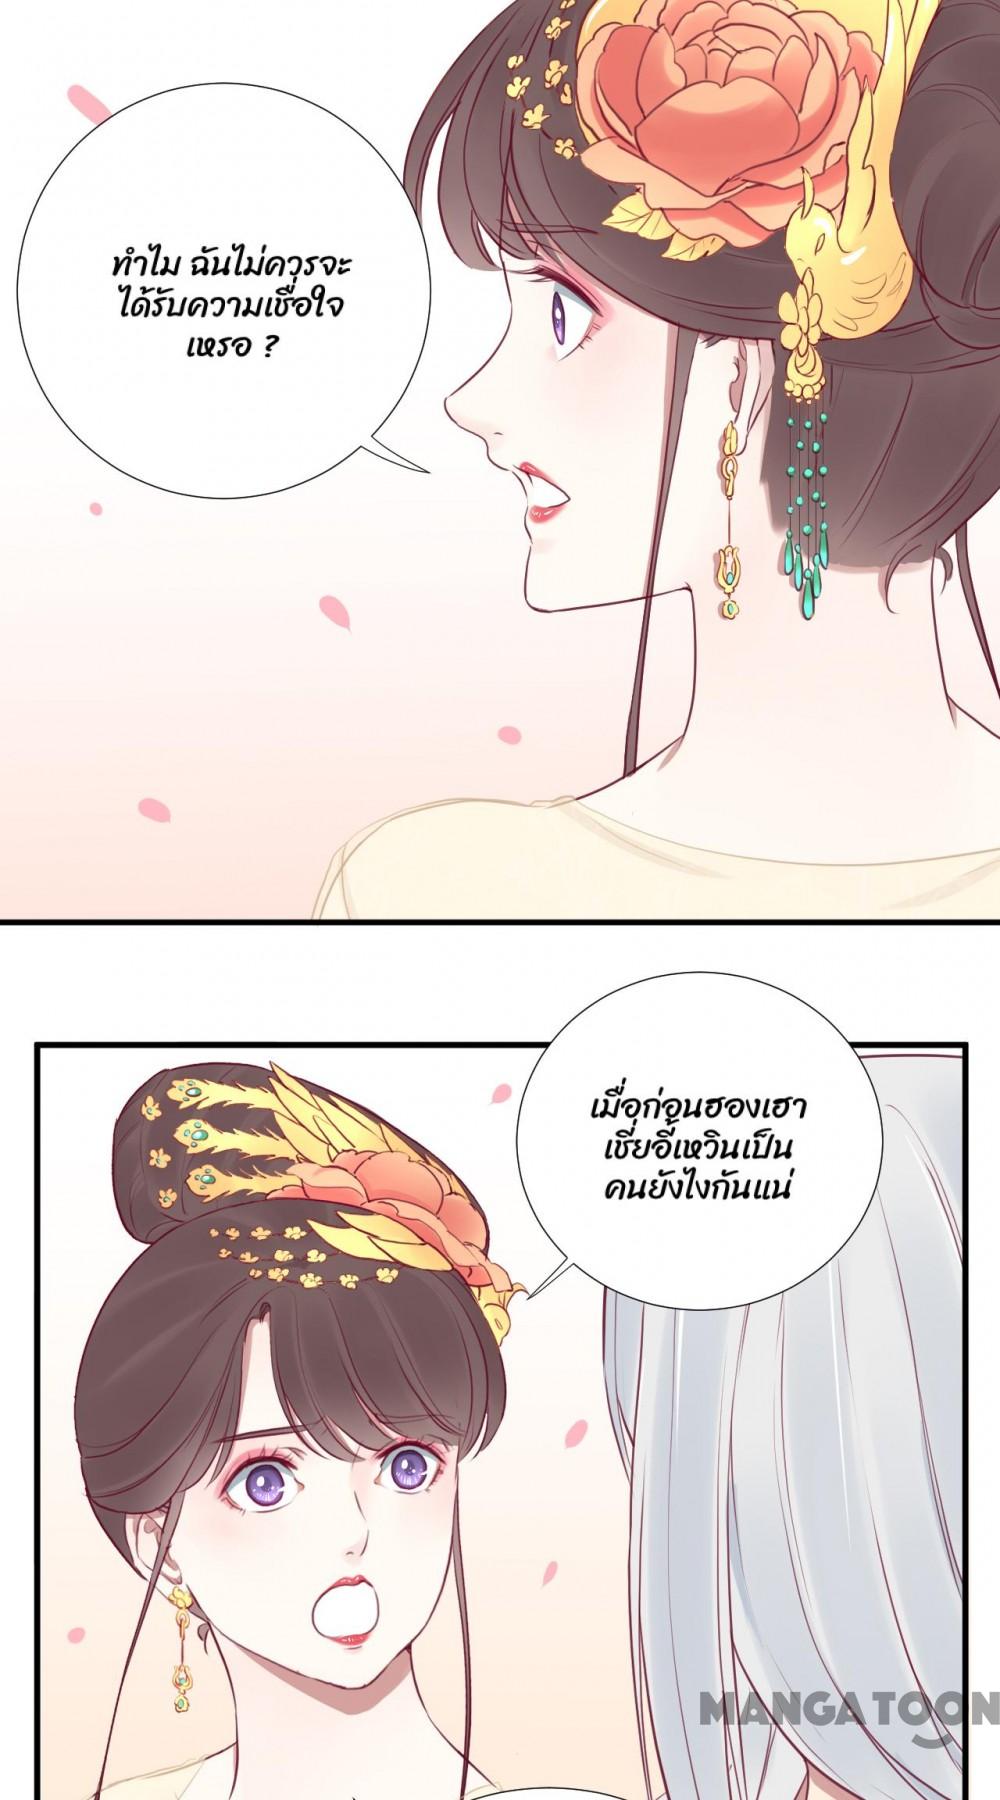 ทำไม ฉันไม่ควรจะ
ได้รับความเชื่อใจ
เหรอ ?
เมื่อก่อนฮองเฮา
เซี่ยอี้เหวินเป็น
คนยังไงกันแน่
MANGATOON